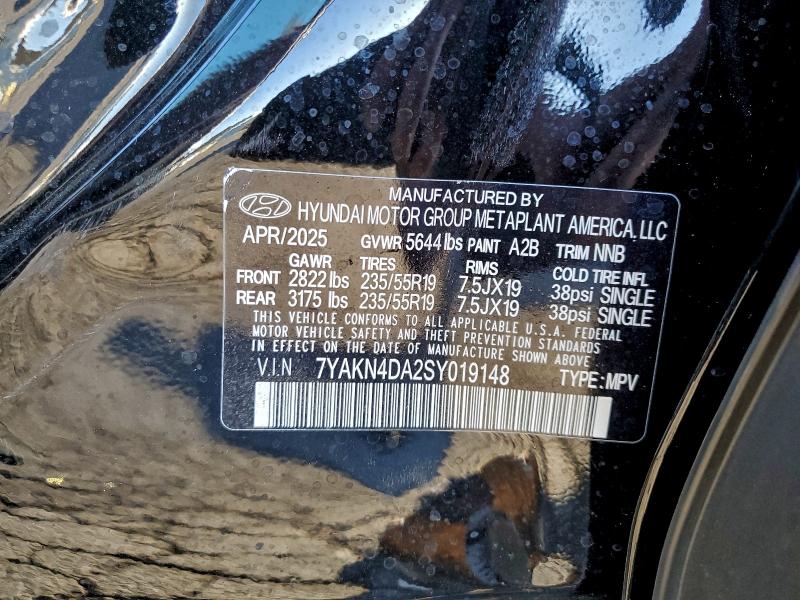 MANUFACTURED BY
HYUNDAI MOTOR GROUP METAPLANT AMERICA, LLC
APR/2025 GVWR 5644 lbs PAINT A2B TRIM NNB
GAWR TIRES RIMS COLD TIRE INFL
FRONT 2822 lbs 235/55R19 7.5JX19 38psi SINGLE
REAR 3175 lbs 235/55R19 7.5JX19 38psi SINGLE
THIS VEHICLE CONFORMS TO ALL APPLICABLE U.S.A. FEDERAL
MOTOR VEHICLE SAFETY AND THEFT PREVENTION STANDARDS
IN EFFECT ON THE DATE OF MANUFACTURE SHOWN ABOVE.
V.I.N 7YAKN4DA2SY019148 TYPE: MPV